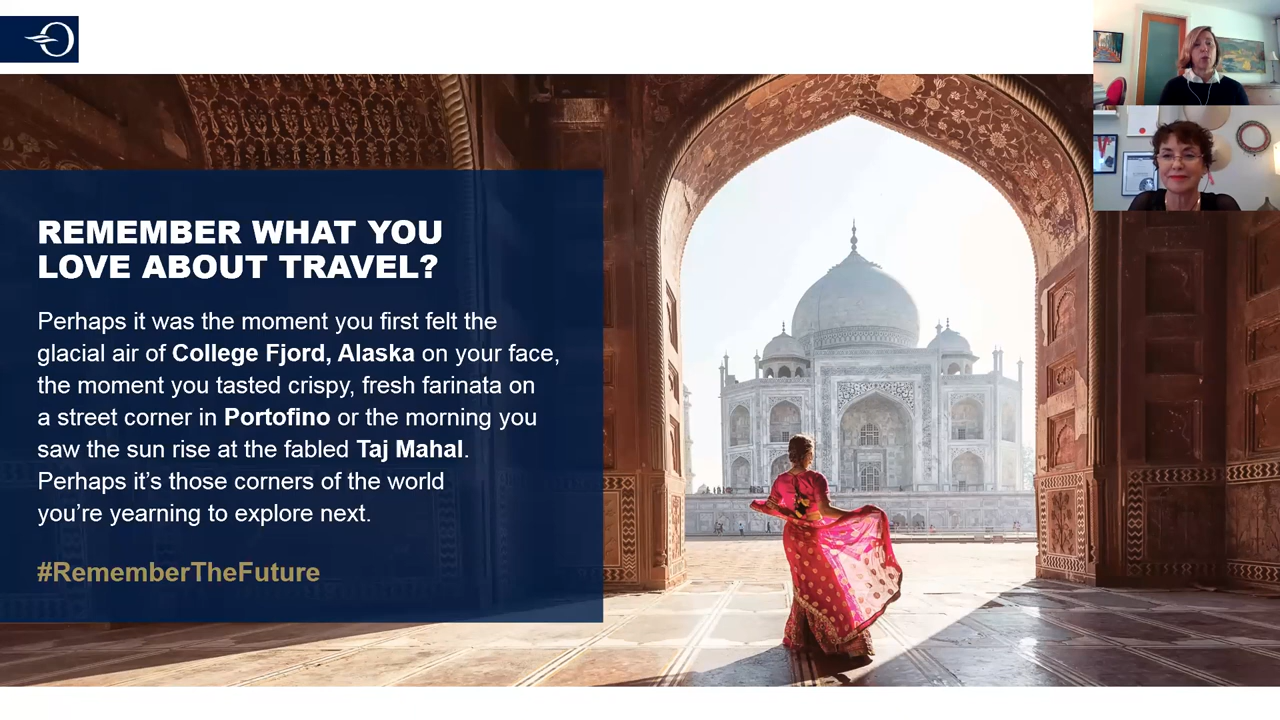 REMEMBER WHAT YOU
LOVE ABOUT TRAVEL?
Perhaps it was the moment you first felt the
glacial air of College Fjord, Alaska on your face,
the moment you tasted crispy, fresh farinata on
a street corner in Portofino or the morning you
saw the sun rise at the fabled Taj Mahal.
Perhaps it’s those corners of the world
you’re yearning to explore next.
#RememberTheFuture